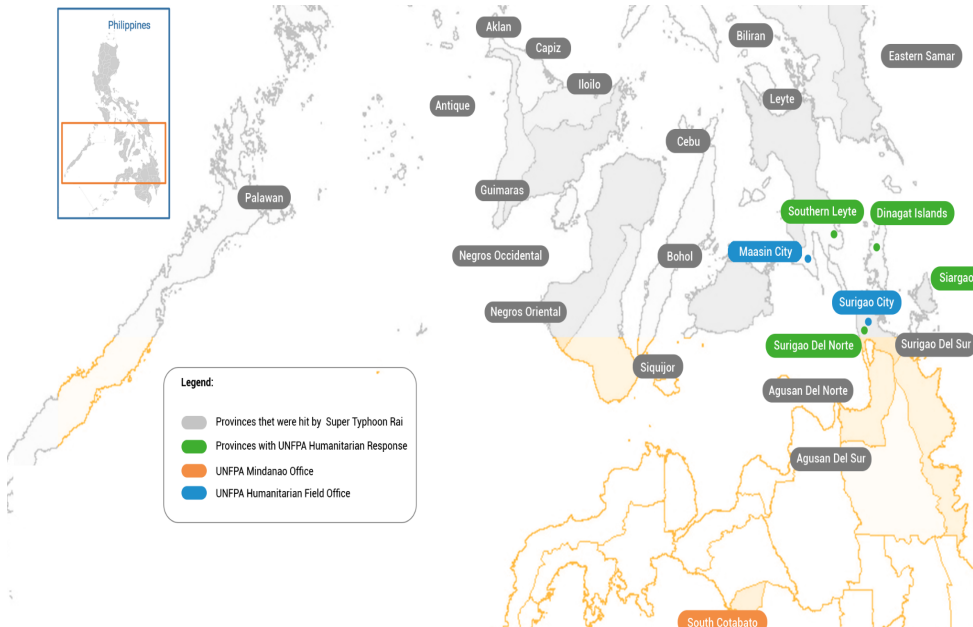 Philippines
Aklan
Capiz
Biliran
Eastern Samar
Iloilo
Antique
Leyte
Cebu
Guimaras
Palawan
Southern Leyte
Dinagat Islands
Maasin City
Negros Occidental
Bohol
Siargao
Surigao City
Negros Oriental
Surigao Del Norte
Surigao Del Sur
Siquijor
Agusan Del Norte
Agusan Del Sur
Legend:
Provinces thet were hit by Super Typhoon Rai
Provinces with UNFPA Humanitarian Response
UNFPA Mindanao Office
UNFPA Humanitarian Field Office
South Cotabato